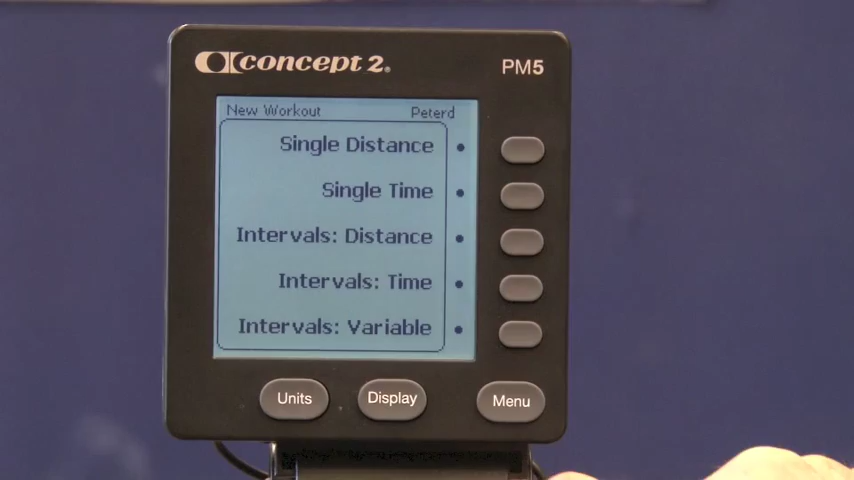 concept 2®
PM5
New Workout Peterd
Single Distance
Single Time
Intervals: Distance
Intervals: Time
Intervals: Variable
Units Display Menu